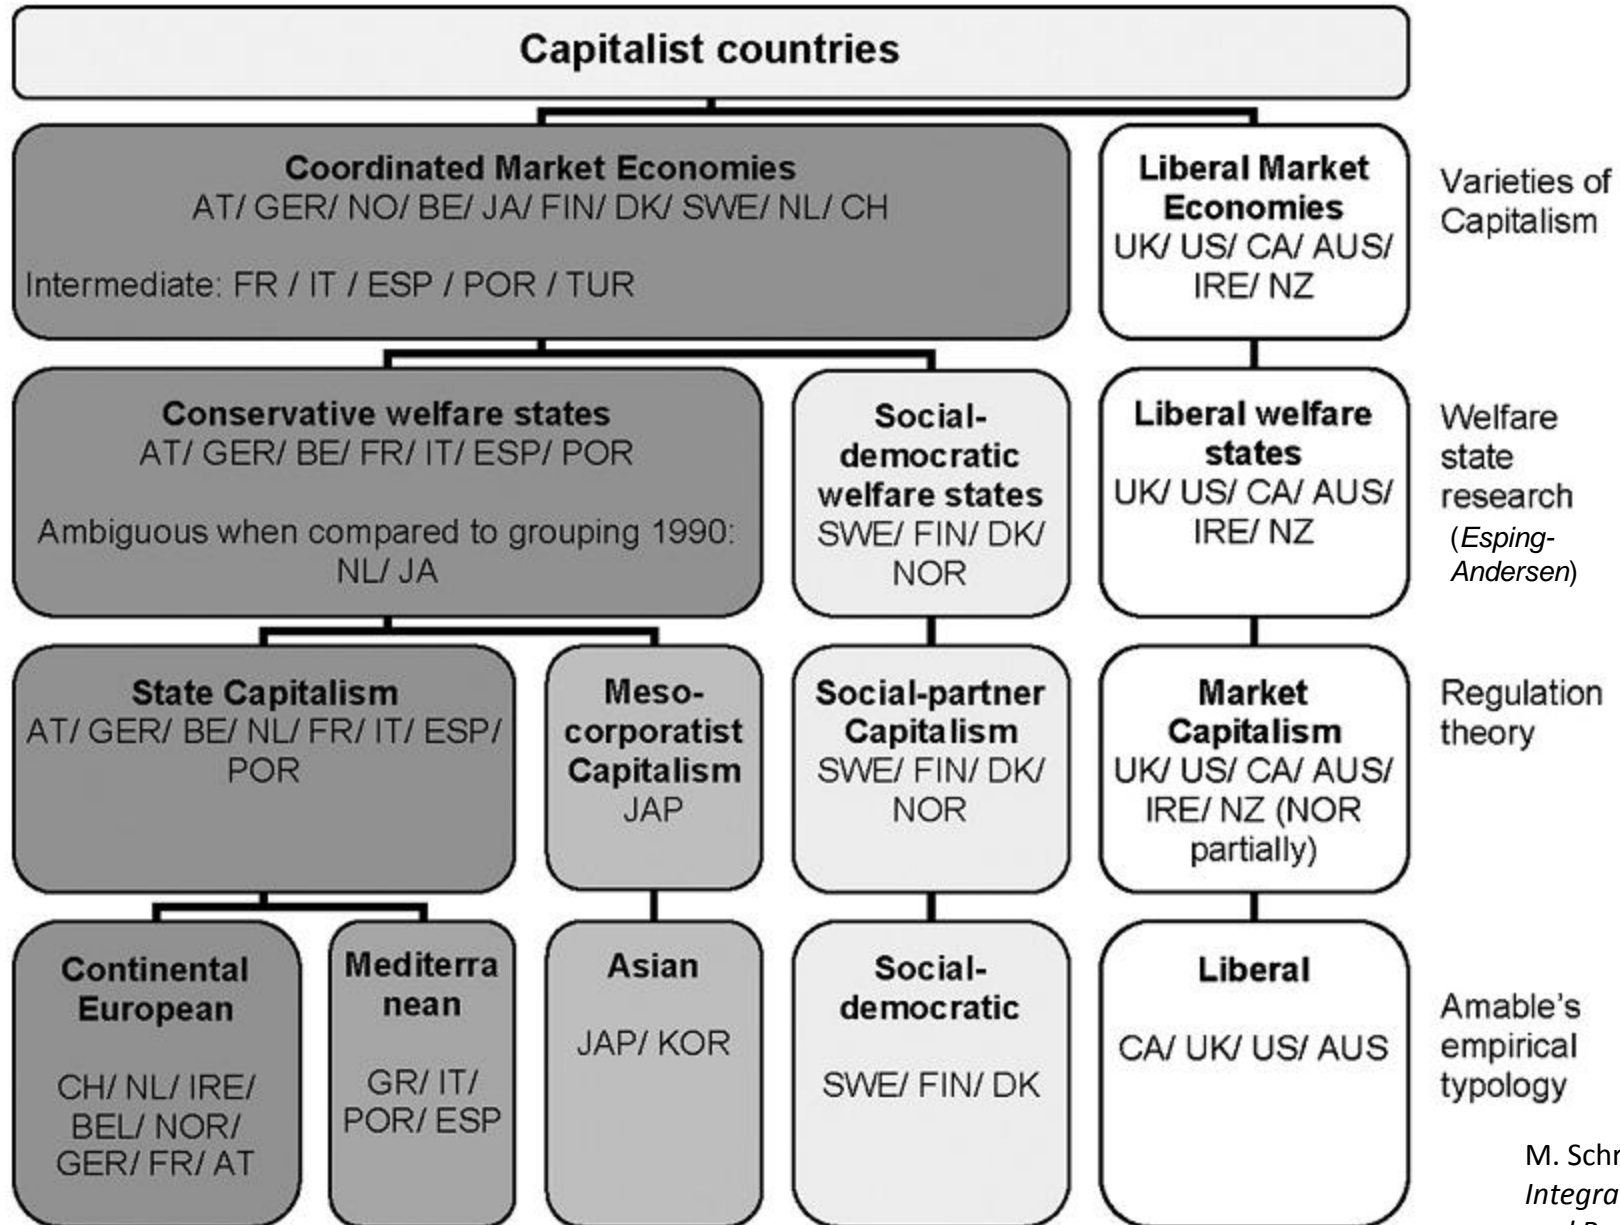 Capitalist countries
Coordinated Market Economies
AT/ GER/ NO/ BE/ JA/ FIN/ DK/ SWE/ NL/ CH
Intermediate: FR / IT / ESP / POR / TUR
Liberal Market
Economies
UK/ US/ CA/ AUS/
IRE/ NZ
Varieties of
Capitalism
Conservative welfare states
AT/ GER/ BE/ FR/ IT/ ESP/ POR
Ambiguous when compared to grouping 1990:
NL/ JA
Social-
democratic
welfare states
SWE/ FIN/ DK/
NOR
Liberal welfare
states
UK/ US/ CA/ AUS/
IRE/ NZ
Welfare
state
research
(Esping-
Andersen)
State Capitalism
AT/ GER/ BE/ NL/ FR/ IT/ ESP/
POR
Meso-
corporatist
Capitalism
JAP
Social-partner
Capitalism
SWE/ FIN/ DK/
NOR
Market
Capitalism
UK/ US/ CA/ AUS/
IRE/ NZ (NOR
partially)
Regulation
theory
Continental
European
CH/ NL/ IRE/
BEL/ NOR/
GER/ FR/ AT
Mediterra
nean
GR/ IT/
POR/ ESP
Asian
JAP/ KOR
Social-
democratic
SWE/ FIN/ DK
Liberal
CA/ UK/ US/ AUS
Amable's
empirical
typology
M.